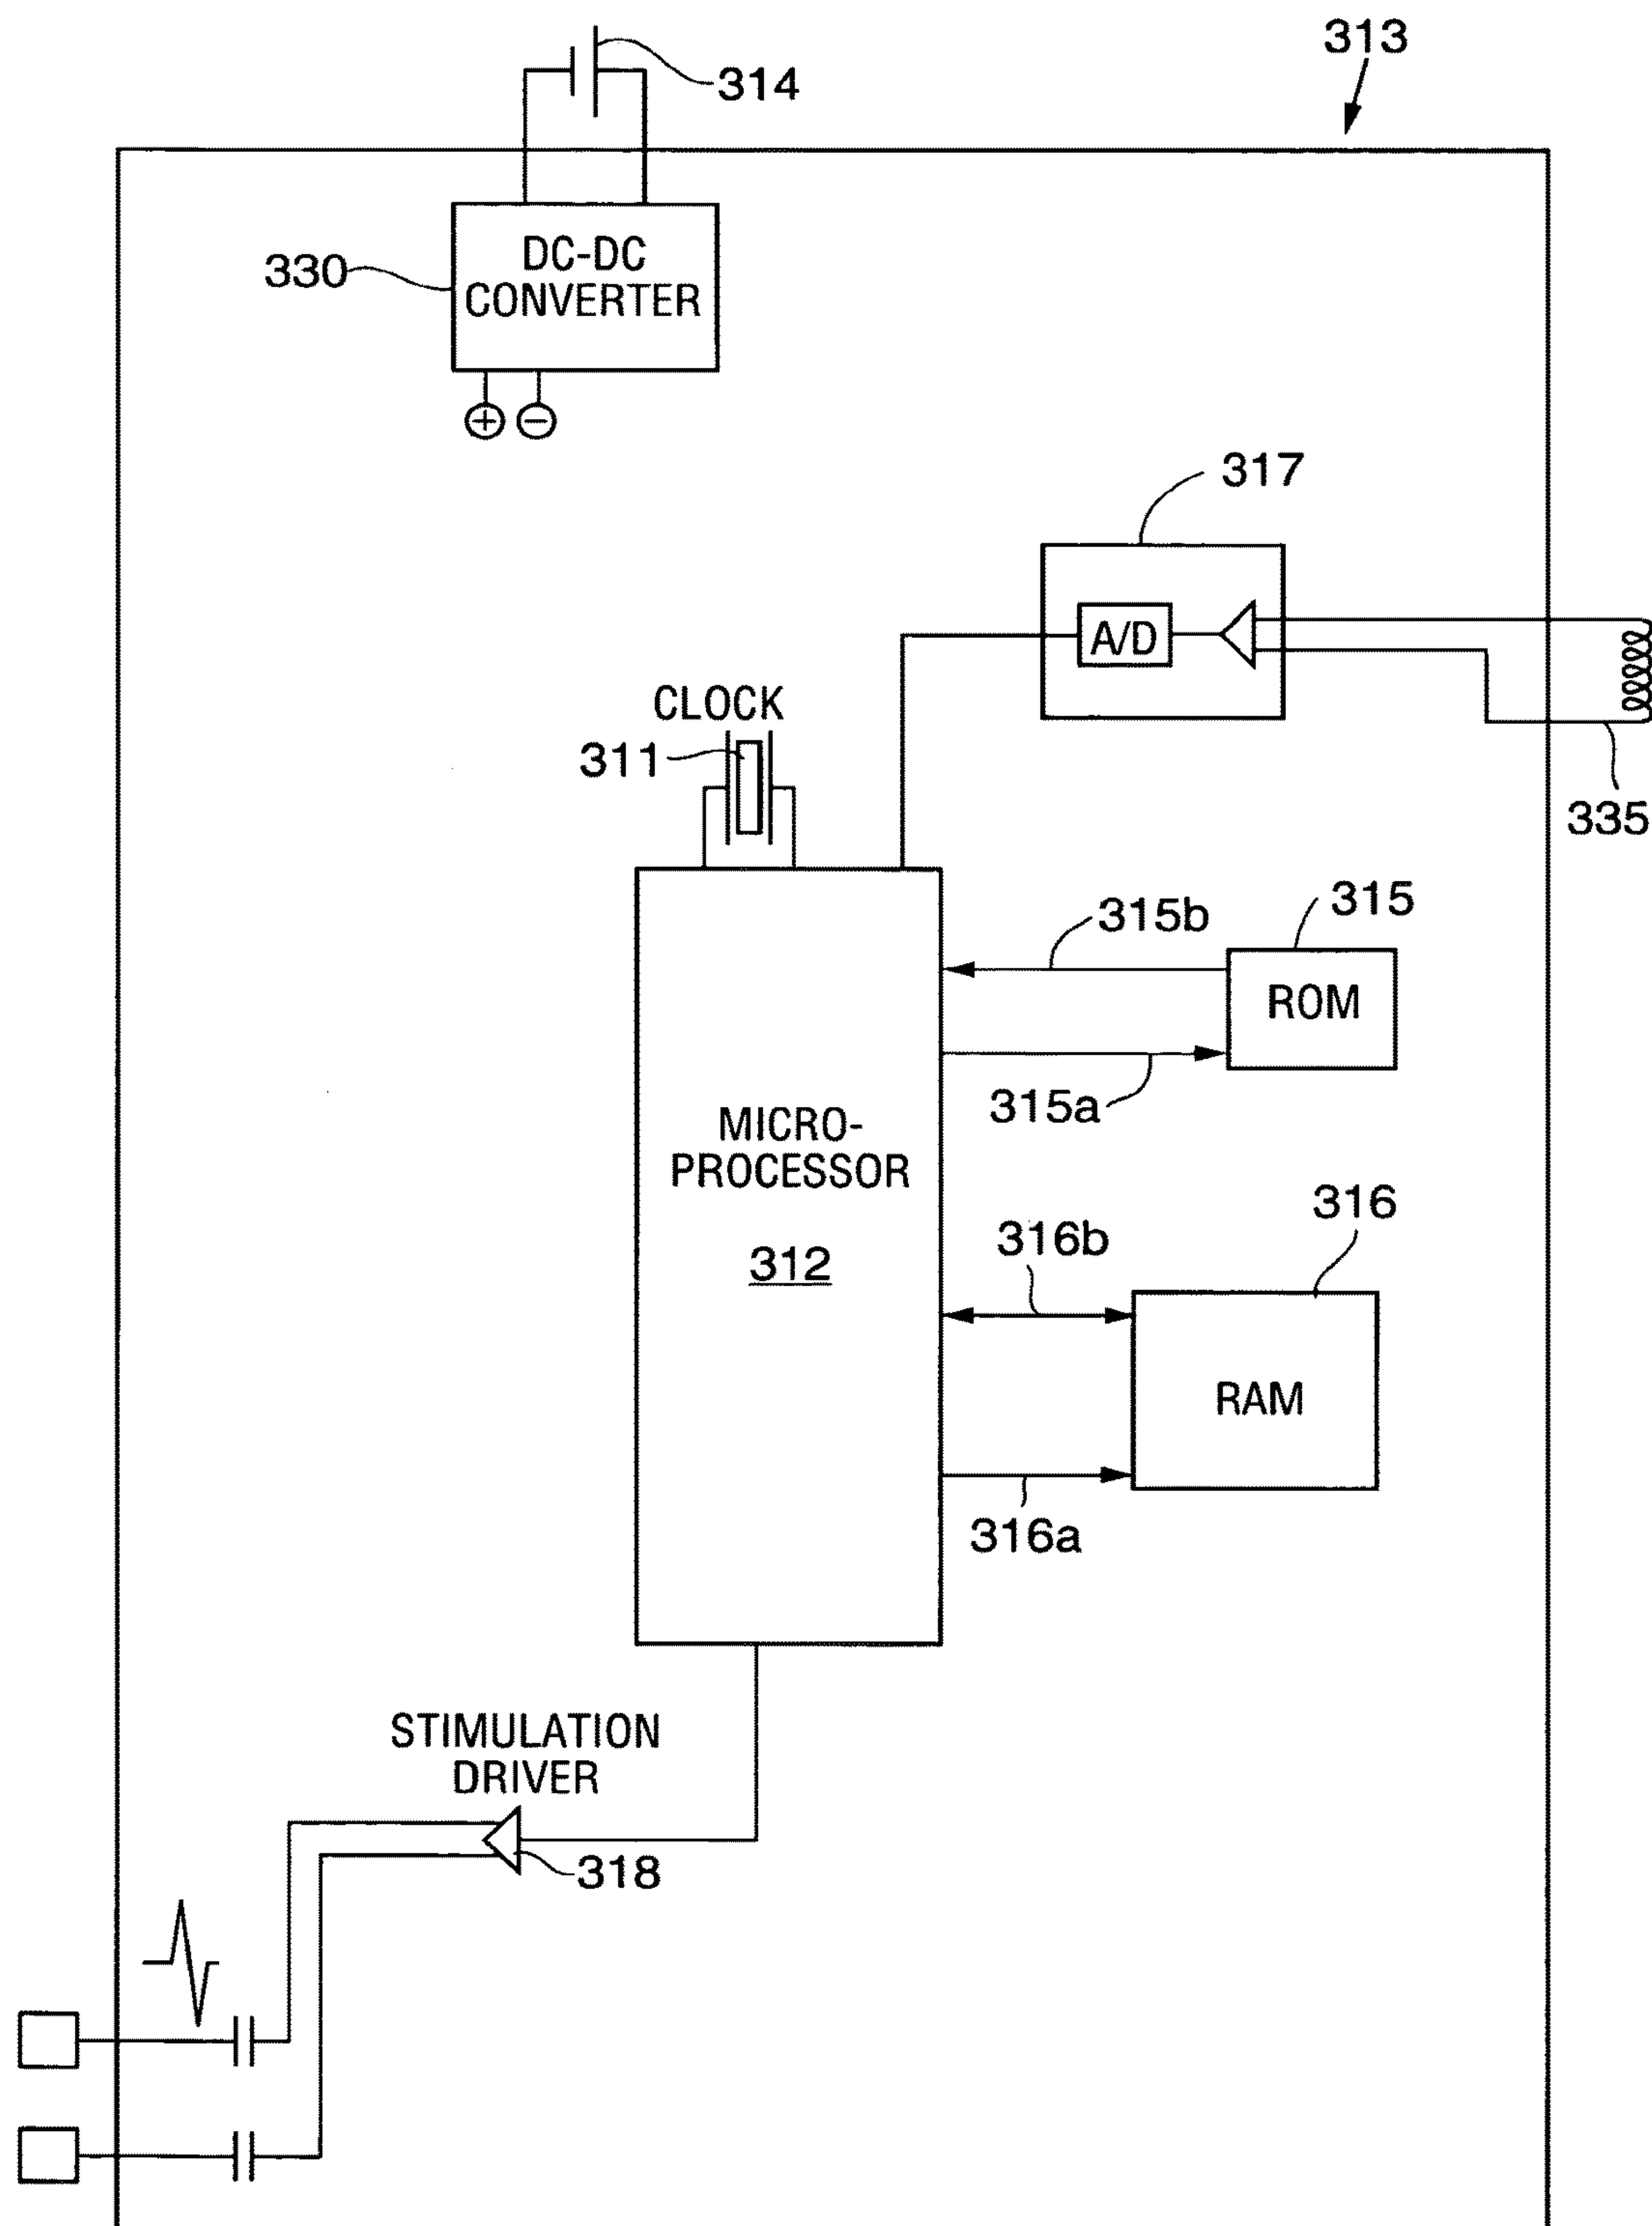 313
314
DC-DC
CONVERTER
330
+ −
317
A/D
CLOCK
311
335
315b
315
ROM
315a
MICRO-
PROCESSOR
312
316
316b
RAM
316a
STIMULATION
DRIVER
318